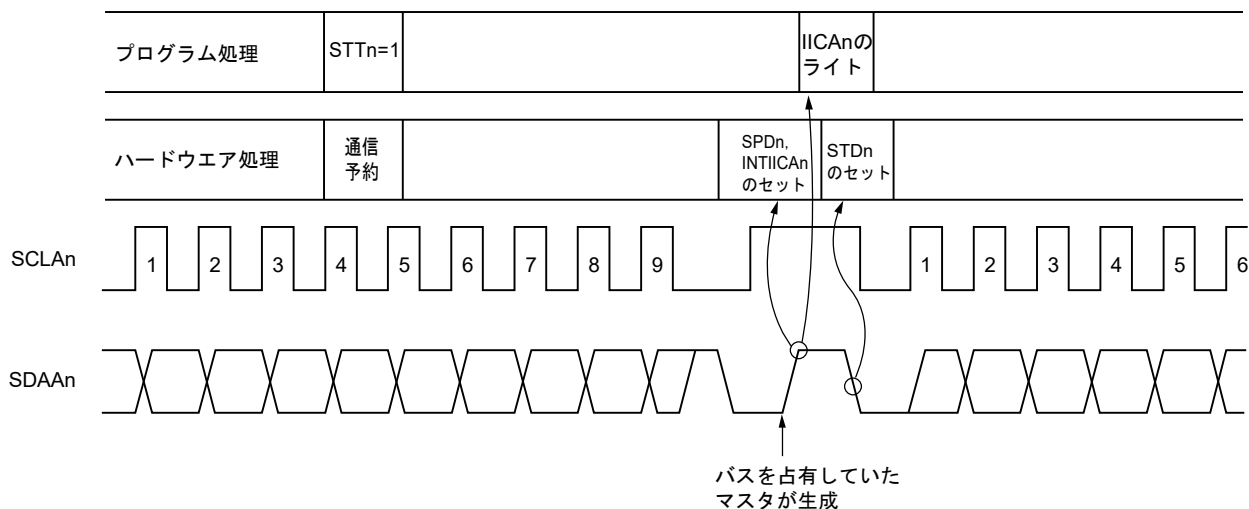 プログラム処理
STTn=1
IICAnの
ライト
ハードウエア処理
通信
予約
SPDn,
INTIICAn
のセット
STDn
のセット
SCLAn
1 2 3 4 5 6 7 8 9 1 2 3 4 5 6
SDAAn
バスを占有していた
マスタが生成